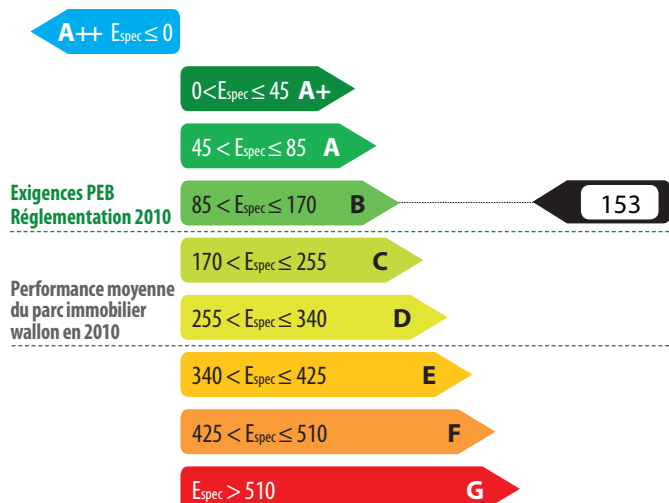 A++ Espec ≤ 0
0<Espec ≤ 45 A+
45 < Espec ≤ 85 A
Exigences PEB
Réglementation 2010
85 < Espec ≤ 170 B
153
170 < Espec ≤ 255 C
Performance moyenne
du parc immobilier
wallon en 2010
255 < Espec ≤ 340 D
340 < Espec ≤ 425 E
425 < Espec ≤ 510 F
Espec > 510 G